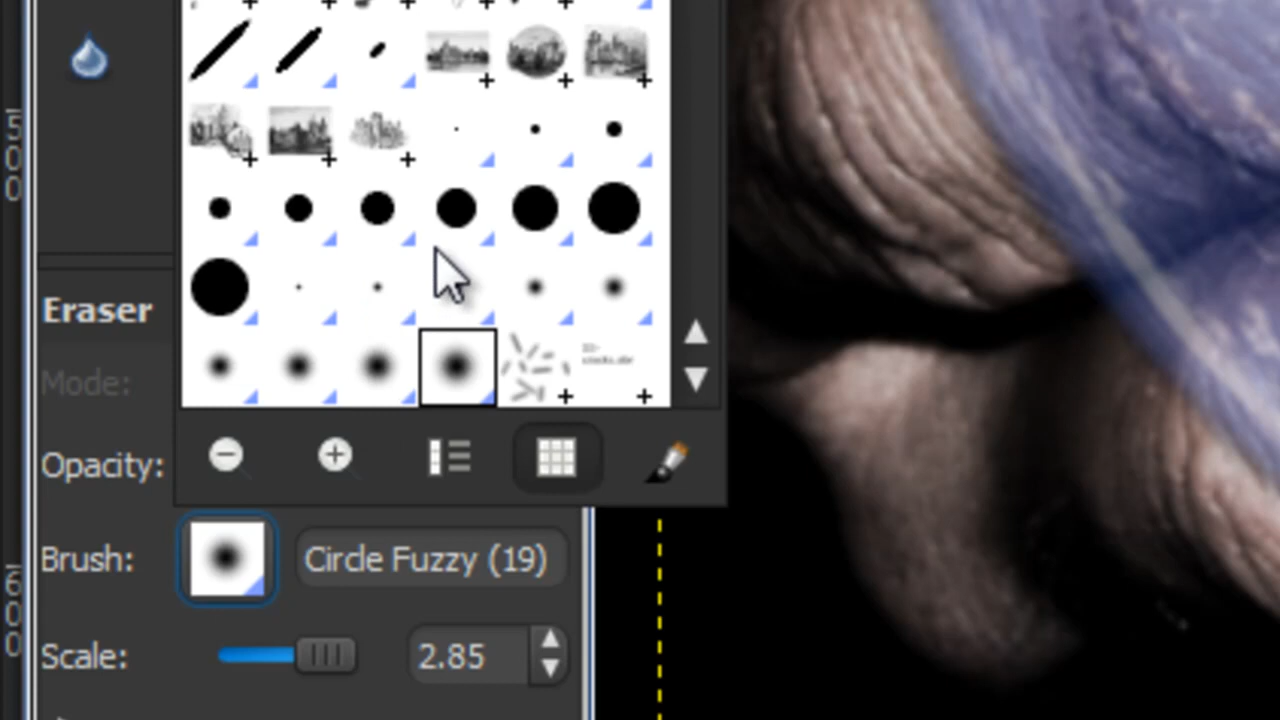 500
Eraser
Mode:
Opacity:
Brush:
Circle Fuzzy (19)
600
Scale:
2.85